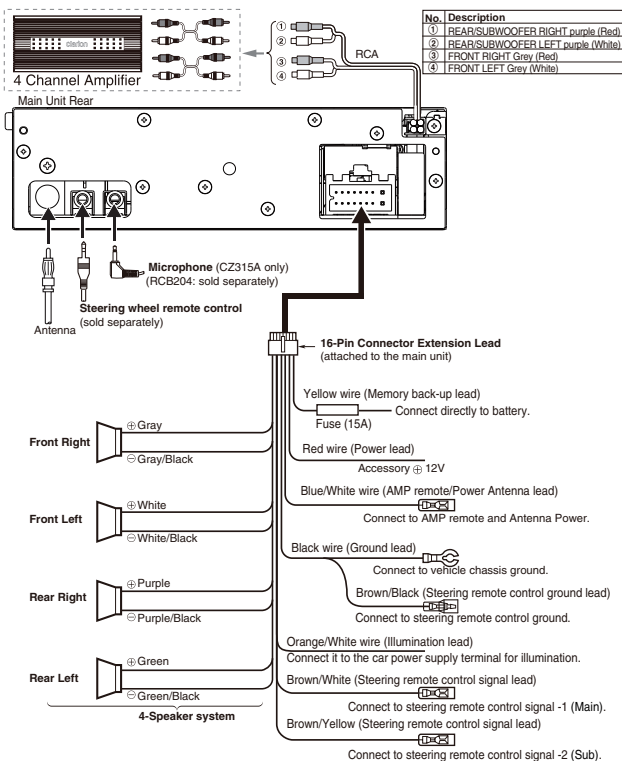 No. Description
① REAR/SUBWOOFER RIGHT purple (Red)
② REAR/SUBWOOFER LEFT purple (White)
③ FRONT RIGHT Grey (Red)
④ FRONT LEFT Grey (White)
clarion
4 Channel Amplifier
①
②
③
④
RCA
Main Unit Rear
Microphone (CZ315A only)
(RCB204: sold separately)
Steering wheel remote control
(sold separately)
Antenna
16-Pin Connector Extension Lead
(attached to the main unit)
Yellow wire (Memory back-up lead)
Connect directly to battery.
Fuse (15A)
Red wire (Power lead)
Accessory ⊕ 12V
Blue/White wire (AMP remote/Power Antenna lead)
Connect to AMP remote and Antenna Power.
Black wire (Ground lead)
Connect to vehicle chassis ground.
Brown/Black (Steering remote control ground lead)
Connect to steering remote control ground.
Orange/White wire (Illumination lead)
Connect it to the car power supply terminal for illumination.
Brown/White (Steering remote control signal lead)
Connect to steering remote control signal -1 (Main).
Brown/Yellow (Steering remote control signal lead)
Connect to steering remote control signal -2 (Sub).
Front Right
⊕ Gray
⊖ Gray/Black
Front Left
⊕ White
⊖ White/Black
Rear Right
⊕ Purple
⊖ Purple/Black
Rear Left
⊕ Green
⊖ Green/Black
4-Speaker system